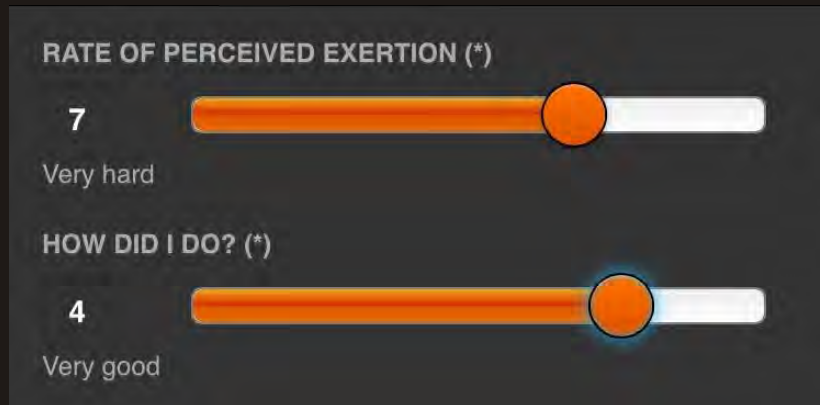 RATE OF PERCEIVED EXERTION (*)
7
Very hard
HOW DID I DO? (*)
4
Very good